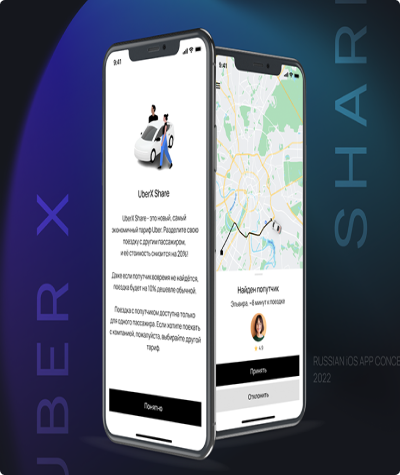 UBER X
SHAR
9:41
UberX Share
UberX Share – это новый, самый
экономичный тариф Uber. Разделите свою
поездку с другим пассажиром,
и её стоимость снизится на 20%!
Даже если попутчик вовремя не найдётся,
поездка будет на 10% дешевле обычной.
Поездка с попутчиком доступна только
для одного пассажира. Если хотите поехать
с компанией, пожалуйста, выбирайте другой
тариф.
Понятно
9:41
Найден попутчик
Эльвира, ~6 минут к поездке
4.9
Принять
Отклонить
RUSSIAN iOS APP CONCE
2022